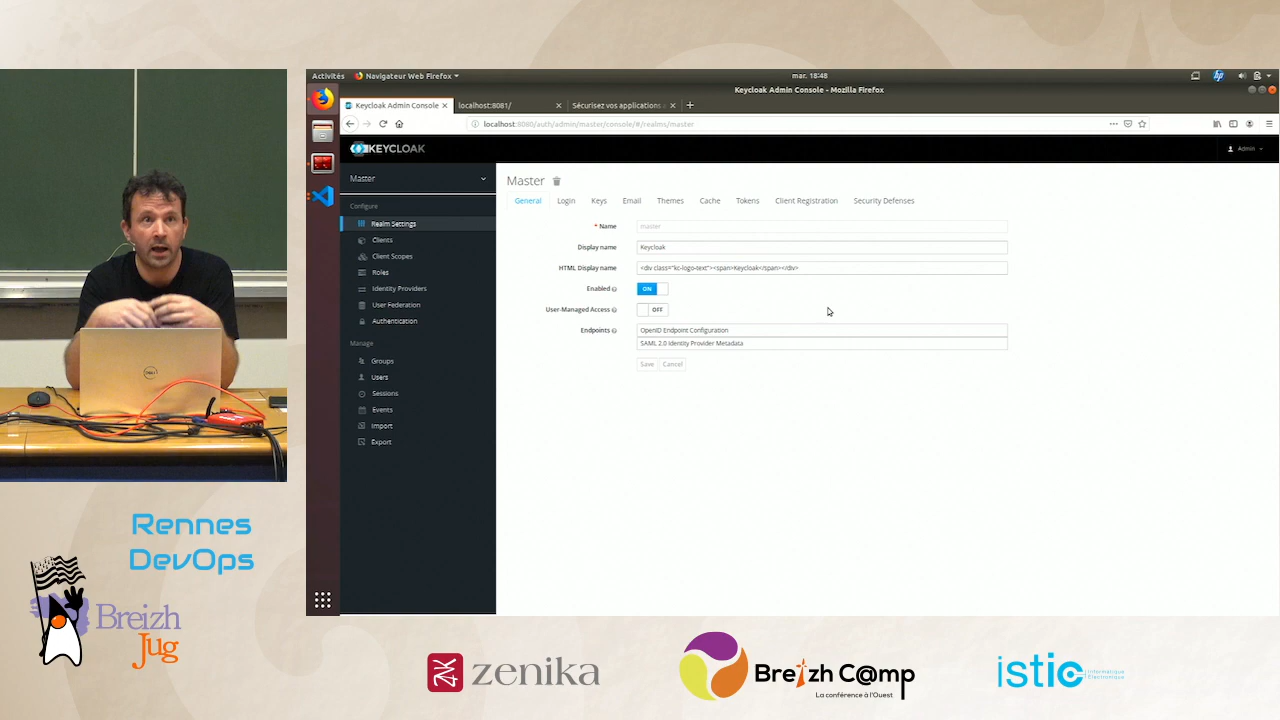 Activités
Navigateur Web Firefox
mar. 18:48
Keycloak Admin Console - Mozilla Firefox
Keycloak Admin Console
localhost:8081/
Sécurisez vos applications
localhost:8080/auth/admin/master/console/#/realms/master
KEYCLOAK
Admin
Master
Configure
Realm Settings
Clients
Client Scopes
Roles
Identity Providers
User Federation
Authentication
Manage
Groups
Users
Sessions
Events
Import
Export
Master
General Login Keys Email Themes Cache Tokens Client Registration Security Defenses
* Name master
Display name Keycloak
HTML Display name <div class="kc-logo-text"><span>Keycloak</span></div>
Enabled ON
User-Managed Access OFF
Endpoints OpenID Endpoint Configuration
SAML 2.0 Identity Provider Metadata
Save Cancel
DELL
Rennes
DevOps
Breizh
Jug
zenika
Breizh C@mp
La conférence à l'Ouest
istic
Informatique
Électronique